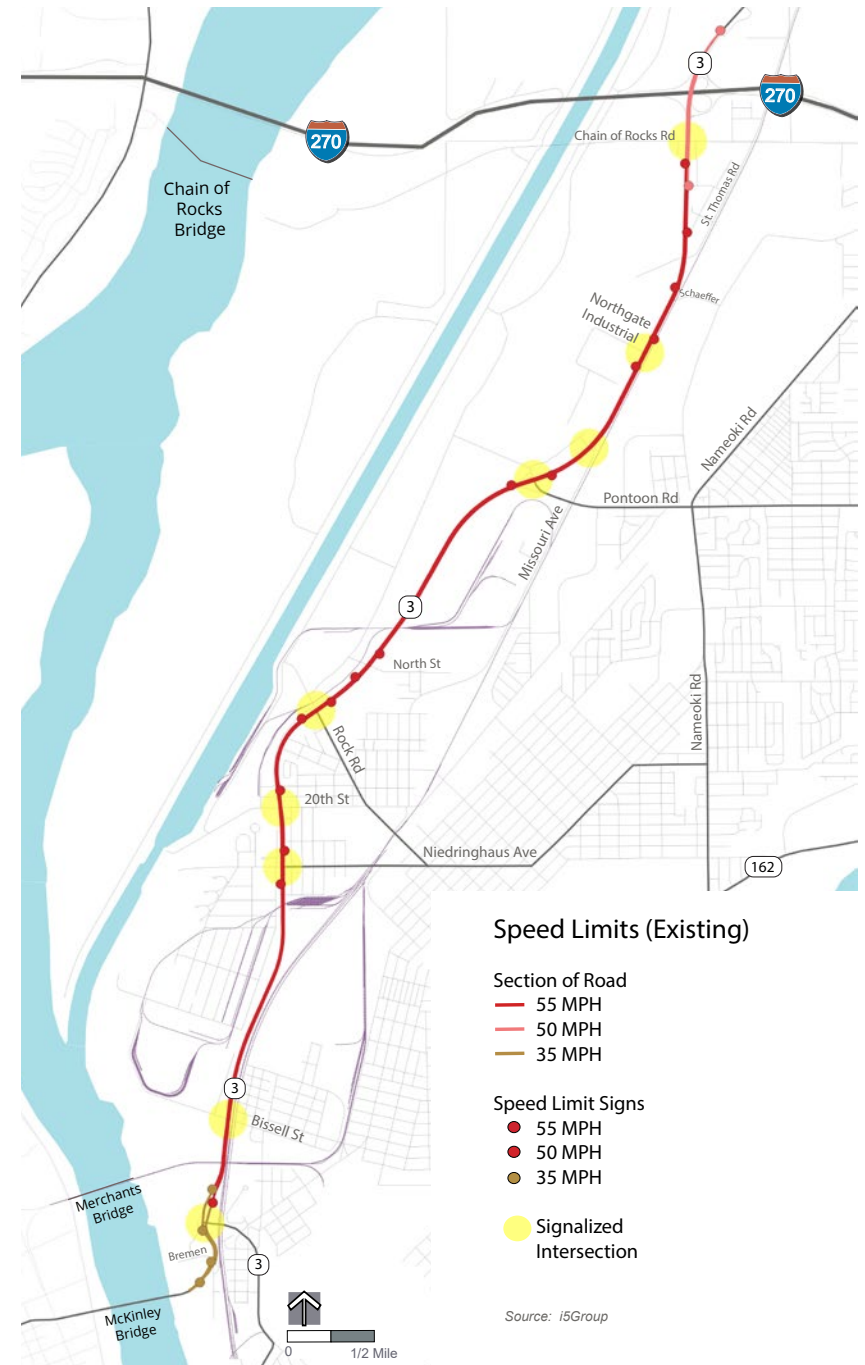 3
270
270
Chain of Rocks Rd
St. Thomas Rd
Chain of
Rocks
Bridge
Schaeffer
Northgate
Industrial
Nameoki Rd
Pontoon Rd
Missouri Ave
3
North St
Nameoki Rd
Rock Rd
20th St
Niedringhaus Ave
162
Speed Limits (Existing)
Section of Road
55 MPH
50 MPH
35 MPH
Speed Limit Signs
55 MPH
50 MPH
35 MPH
Signalized
Intersection
Source: i5Group
3
Bissell St
Merchants
Bridge
Bremen
3
McKinley
Bridge
0
1/2 Mile